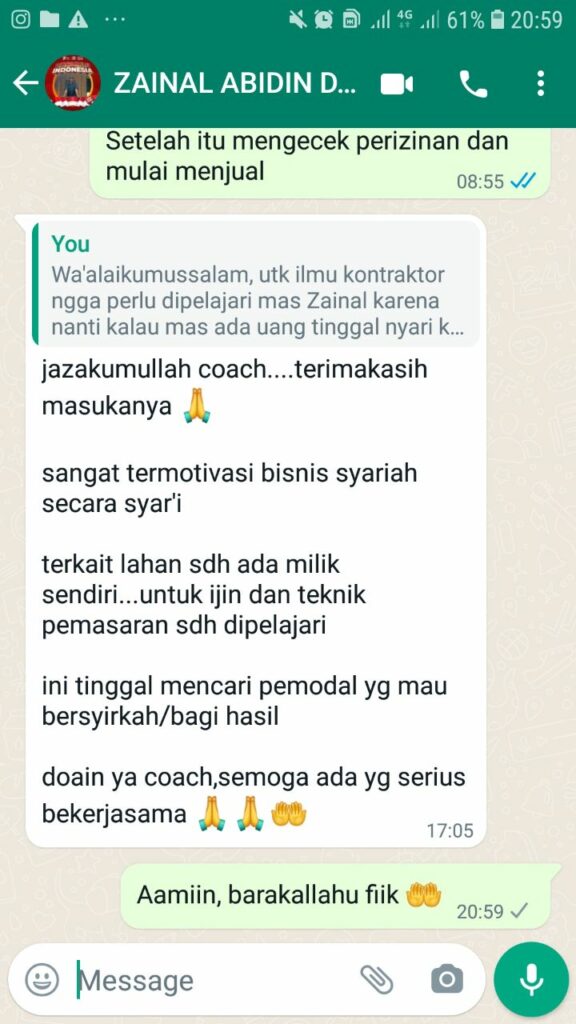 4G 61% 20:59
INDONESIA
ZAINAL ABIDIN D...
Setelah itu mengecek perizinan dan
mulai menjual
08:55
You
Wa'alaikumussalam, utk ilmu kontraktor
ngga perlu dipelajari mas Zainal karena
nanti kalau mas ada uang tinggal nyari k...
jazakumullah coach....terimakasih
masukanya 🙏
sangat termotivasi bisnis syariah
secara syar'i
terkait lahan sdh ada milik
sendiri...untuk ijin dan teknik
pemasaran sdh dipelajari
ini tinggal mencari pemodal yg mau
bersyirkah/bagi hasil
doain ya coach,semoga ada yg serius
bekerjasama 🙏 🙏🤲
17:05
Aamiin, barakallahu fiik 🤲
20:59
Message